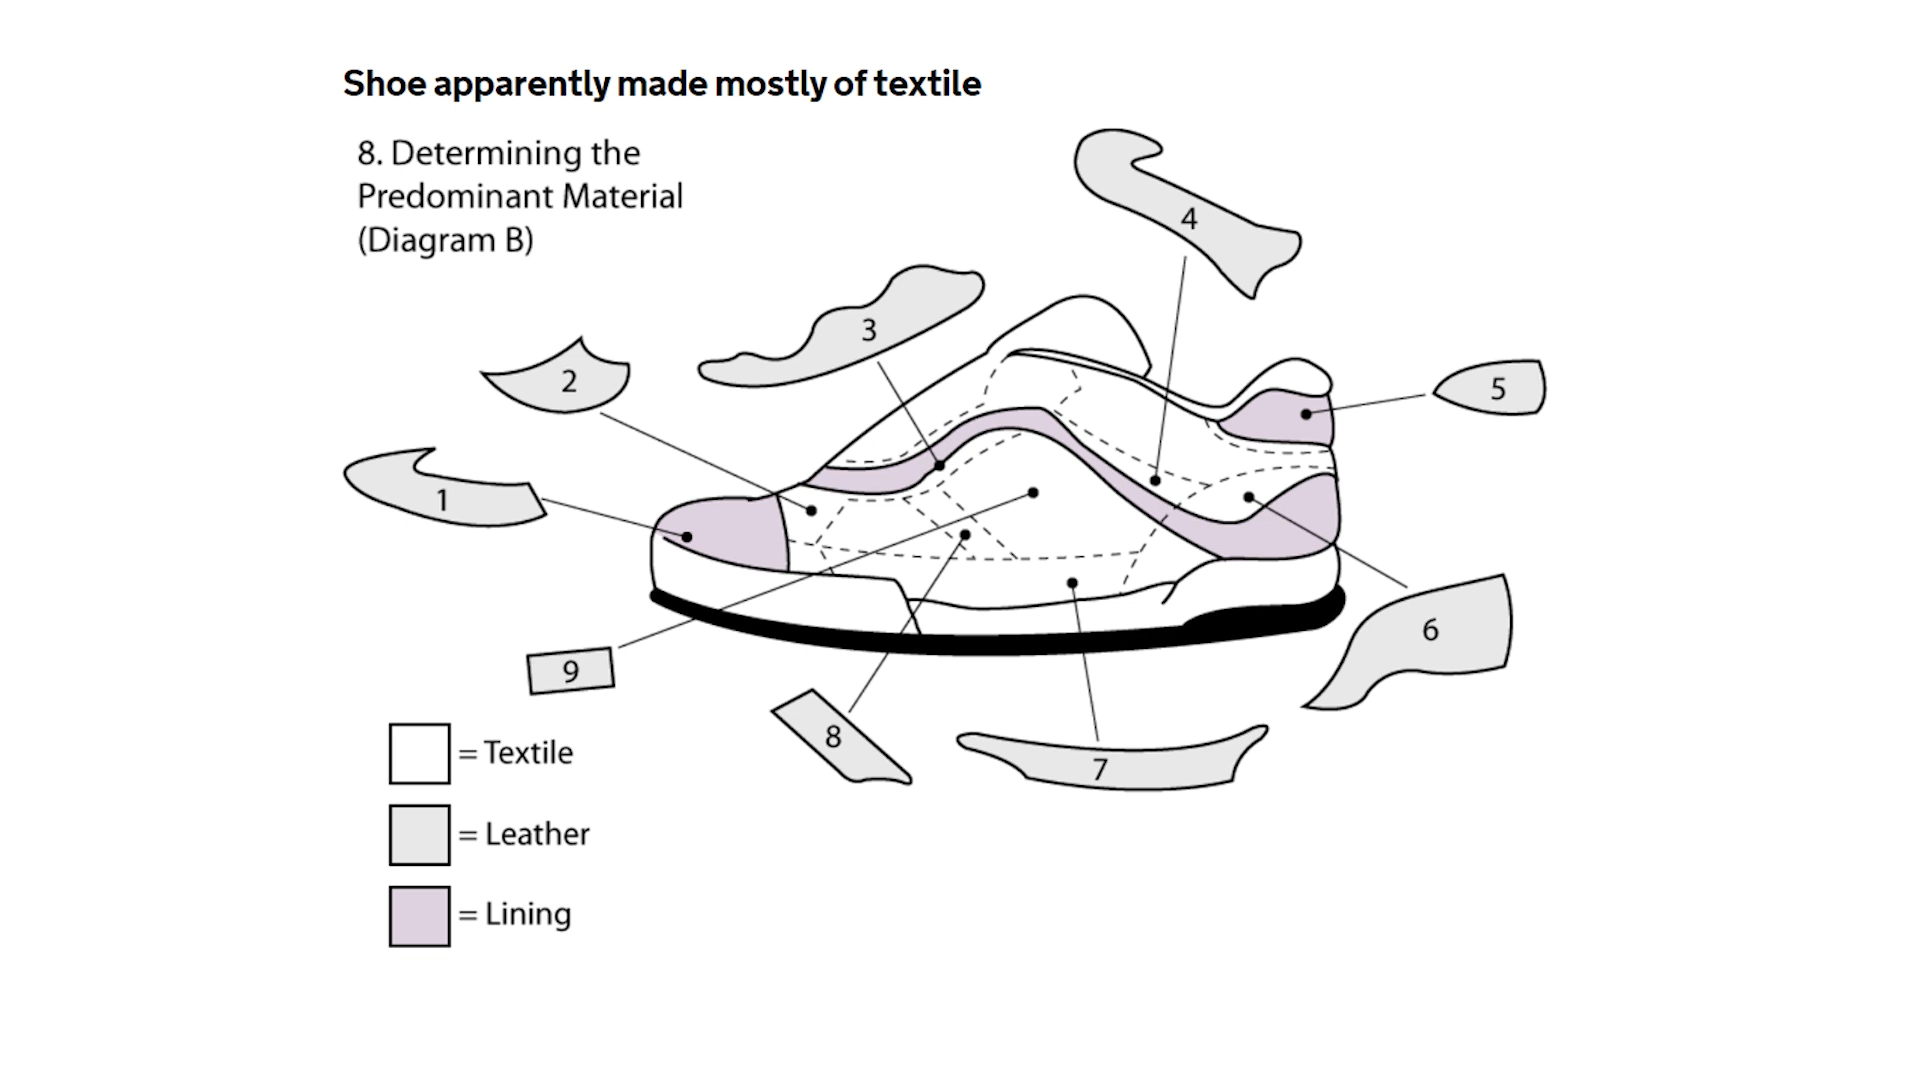 Shoe apparently made mostly of textile
8. Determining the
Predominant Material
(Diagram B)
4
3
2
5
1
6
9
8
7
= Textile
= Leather
= Lining